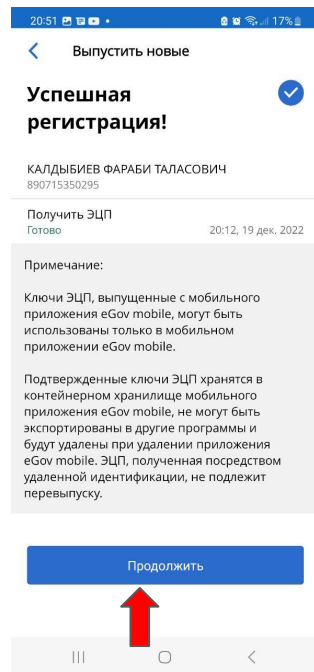 20:51 17%
Выпустить новые
Успешная
регистрация!
КАЛДЫБИЕВ ФАРАБИ ТАЛАСОВИЧ
890715350295
Получить ЭЦП
Готово 20:12, 19 дек. 2022
Примечание:
Ключи ЭЦП, выпущенные с мобильного
приложения eGov mobile, могут быть
использованы только в мобильном
приложении eGov mobile.
Подтвержденные ключи ЭЦП хранятся в
контейнерном хранилище мобильного
приложения eGov mobile, не могут быть
экспортированы в другие программы и
будут удалены при удалении приложения
eGov mobile. ЭЦП, полученная посредством
удаленной идентификации, не подлежит
перевыпуску.
Продолжить